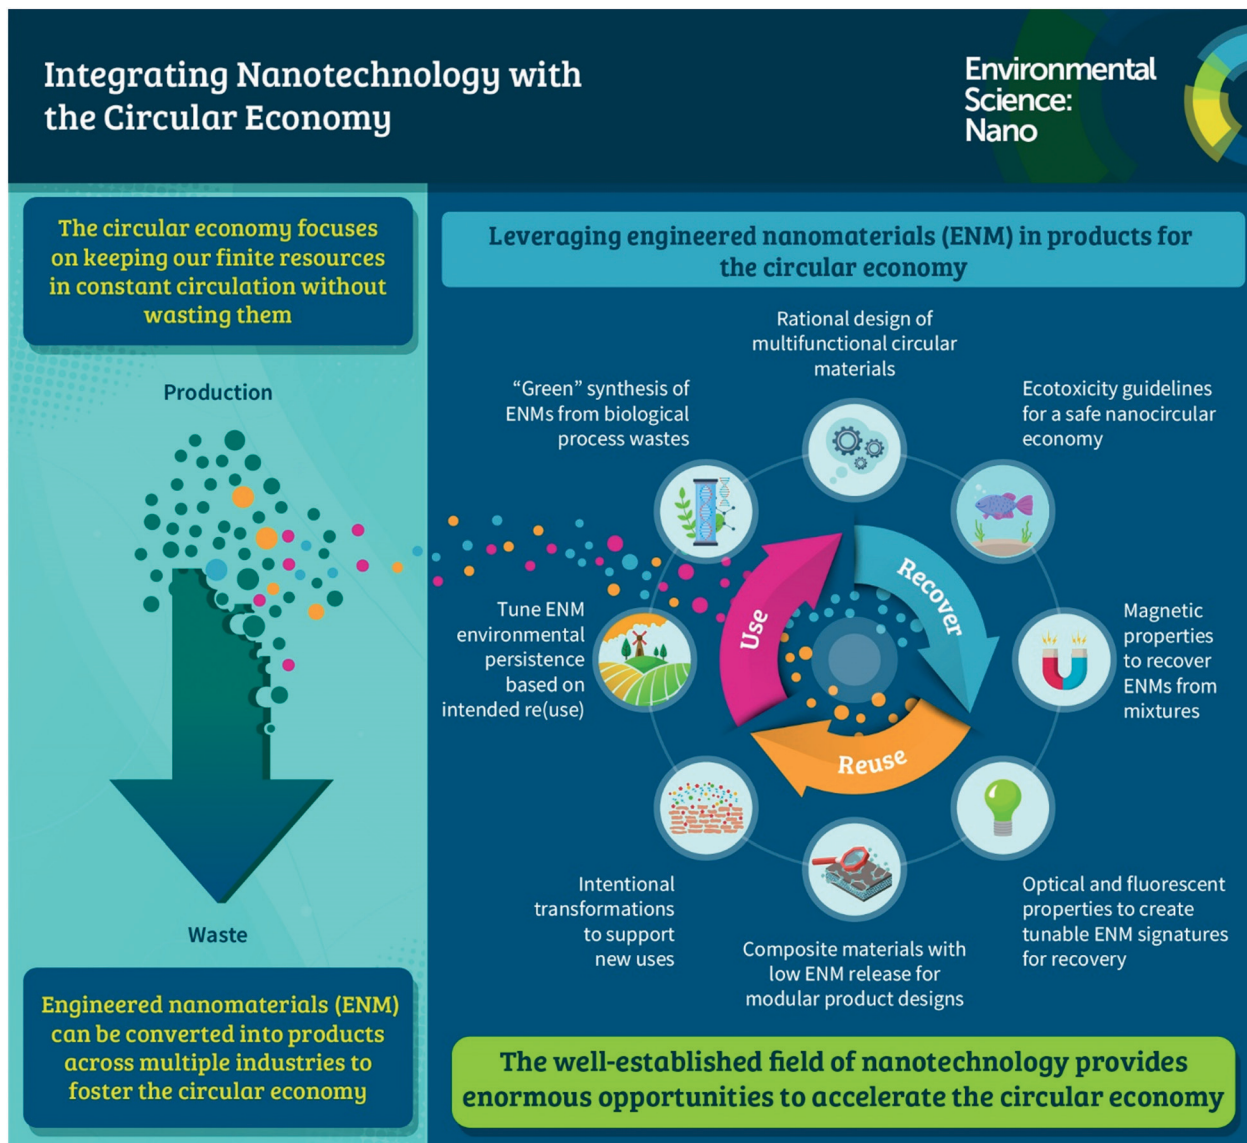 Integrating Nanotechnology with
the Circular Economy
Environmental
Science:
Nano
The circular economy focuses
on keeping our finite resources
in constant circulation without
wasting them
Production
Waste
Engineered nanomaterials (ENM)
can be converted into products
across multiple industries to
foster the circular economy
Leveraging engineered nanomaterials (ENM) in products for
the circular economy
Rational design of
multifunctional circular
materials
"Green" synthesis of
ENMs from biological
process wastes
Ecotoxicity guidelines
for a safe nanocircular
economy
Tune ENM
environmental
persistence
based on
intended re(use)
Use
Recover
Reuse
Magnetic
properties
to recover
ENMs from
mixtures
Intentional
transformations
to support
new uses
Composite materials with
low ENM release for
modular product designs
Optical and fluorescent
properties to create
tunable ENM signatures
for recovery
The well-established field of nanotechnology provides
enormous opportunities to accelerate the circular economy